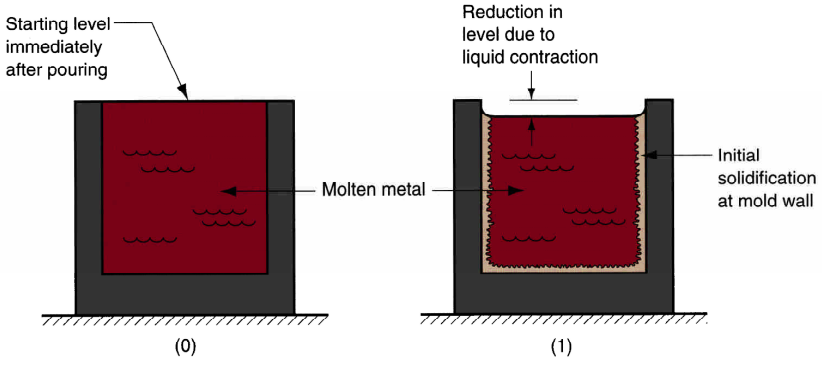 Starting level
immediately
after pouring
Reduction in
level due to
liquid contraction
Molten metal
Initial
solidification
at mold wall
(0)
(1)